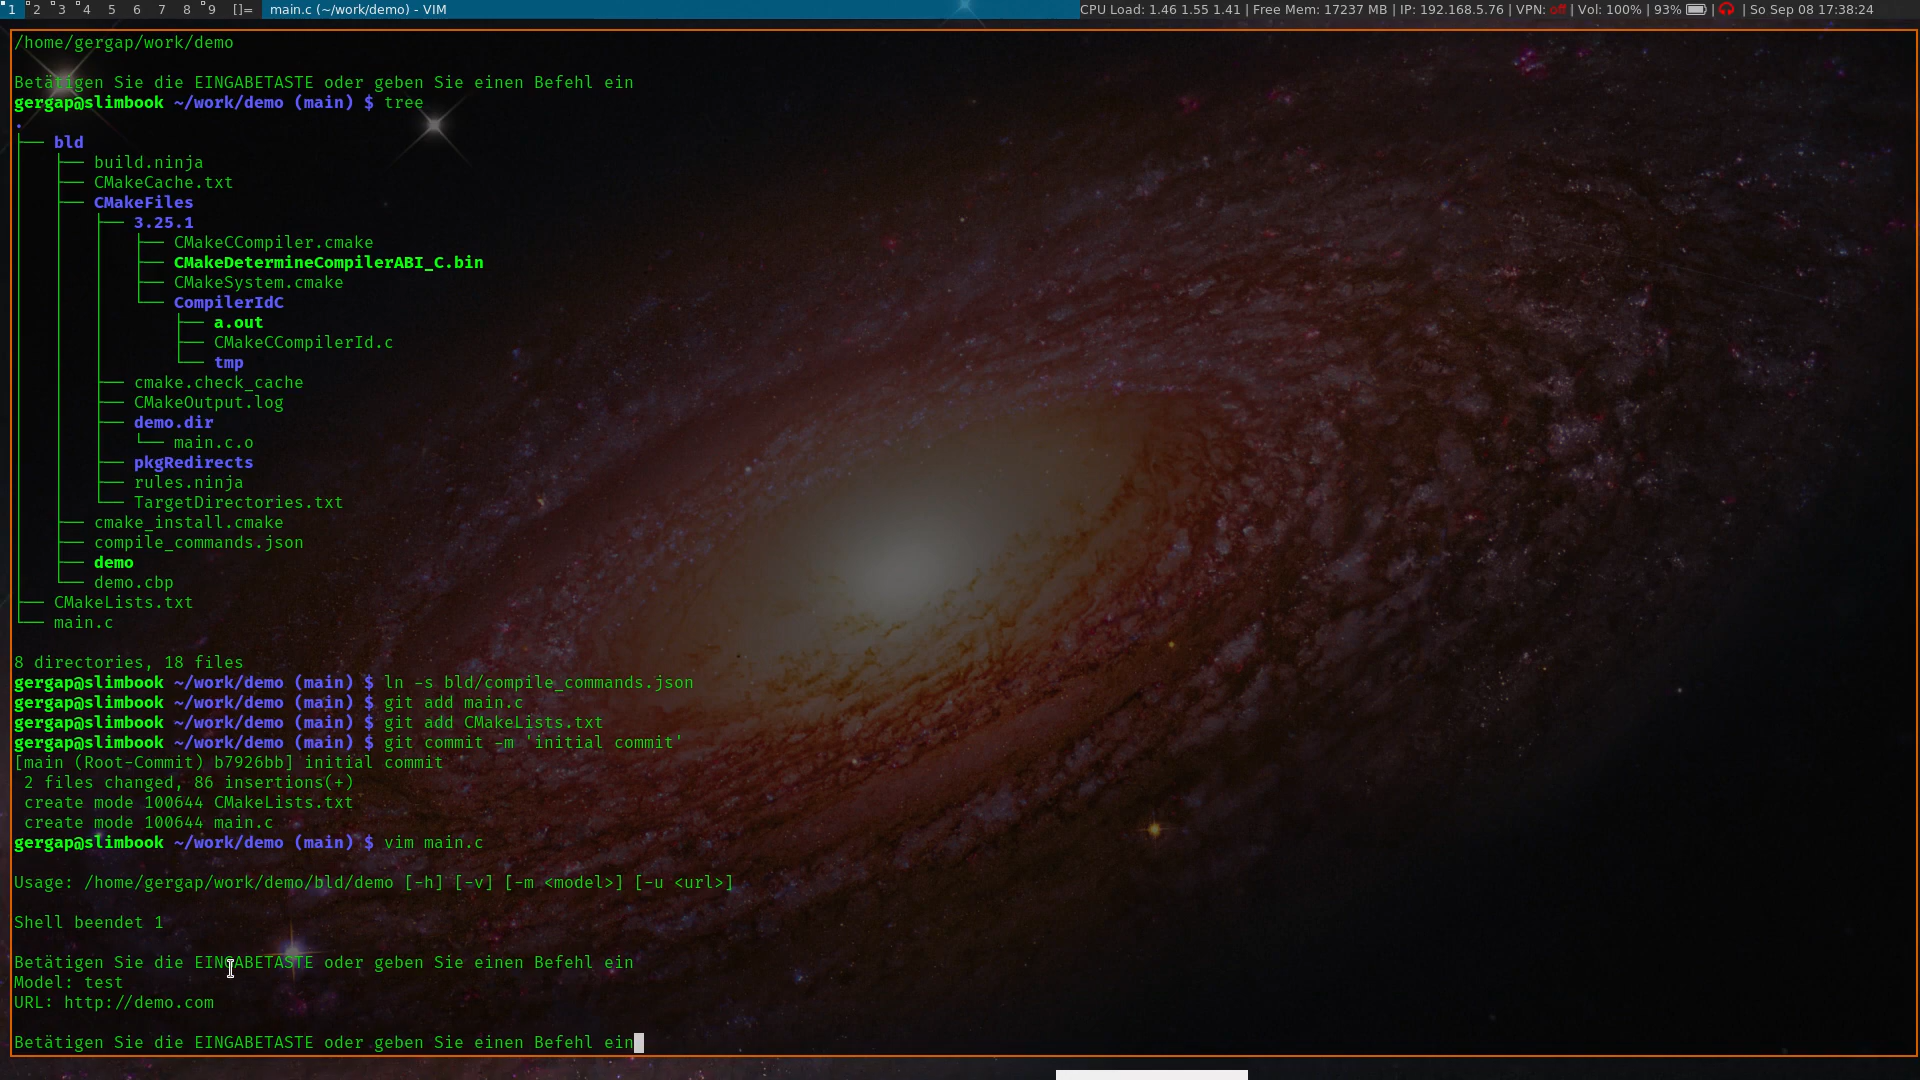 1 2 3 4 5 6 7 8 9 []= main.c (~/work/demo) - VIM CPU Load: 1.46 1.55 1.41 | Free Mem: 17237 MB | IP: 192.168.5.76 | VPN: off | Vol: 100% | 93% | | So Sep 08 17:38:24
/home/gergap/work/demo
Betätigen Sie die EINGABETASTE oder geben Sie einen Befehl ein
gergap@slimbook ~/work/demo (main) $ tree
.
├── bld
│   ├── build.ninja
│   ├── CMakeCache.txt
│   ├── CMakeFiles
│   │   ├── 3.25.1
│   │   │   ├── CMakeCCompiler.cmake
│   │   │   ├── CMakeDetermineCompilerABI_C.bin
│   │   │   ├── CMakeSystem.cmake
│   │   │   └── CompilerIdC
│   │   │       ├── a.out
│   │   │       ├── CMakeCCompilerId.c
│   │   │       └── tmp
│   │   ├── cmake.check_cache
│   │   ├── CMakeOutput.log
│   │   ├── demo.dir
│   │   │   └── main.c.o
│   │   ├── pkgRedirects
│   │   ├── rules.ninja
│   │   └── TargetDirectories.txt
│   ├── cmake_install.cmake
│   ├── compile_commands.json
│   ├── demo
│   └── demo.cbp
├── CMakeLists.txt
└── main.c
8 directories, 18 files
gergap@slimbook ~/work/demo (main) $ ln -s bld/compile_commands.json
gergap@slimbook ~/work/demo (main) $ git add main.c
gergap@slimbook ~/work/demo (main) $ git add CMakeLists.txt
gergap@slimbook ~/work/demo (main) $ git commit -m 'initial commit'
[main (Root-Commit) b7926bb] initial commit
 2 files changed, 86 insertions(+)
 create mode 100644 CMakeLists.txt
 create mode 100644 main.c
gergap@slimbook ~/work/demo (main) $ vim main.c
Usage: /home/gergap/work/demo/bld/demo [-h] [-v] [-m <model>] [-u <url>]
Shell beendet 1
Betätigen Sie die EINGABETASTE oder geben Sie einen Befehl ein
Model: test
URL: http://demo.com
Betätigen Sie die EINGABETASTE oder geben Sie einen Befehl ein